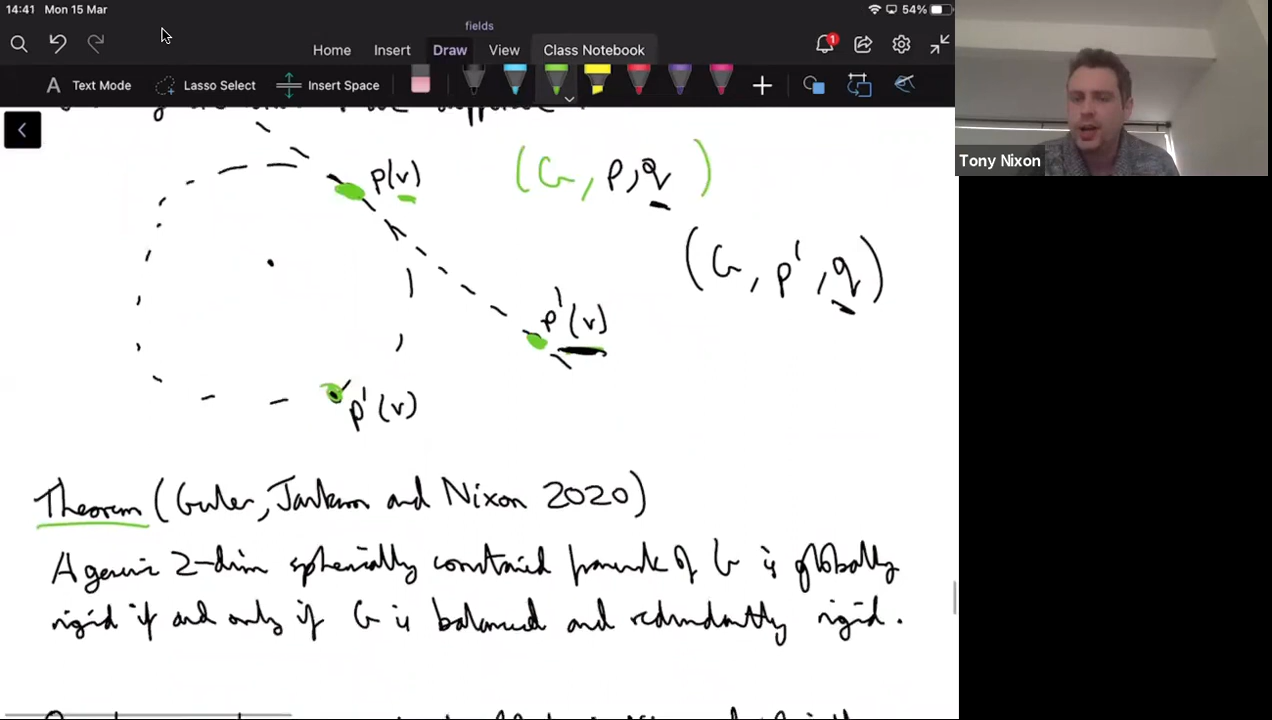 14:41 Mon 15 Mar
54%
fields
Home Insert Draw View Class Notebook
1
A Text Mode Lasso Select Insert Space
Tony Nixon
p(v)
(G, p, q)
(G, p', q)
p'(v)
p'(v)
Theorem (Guler, Jackson and Nixon 2020)
A generic 2-dim spherically constrained framework of G is globally
rigid if and only if G is balanced and redundantly rigid.